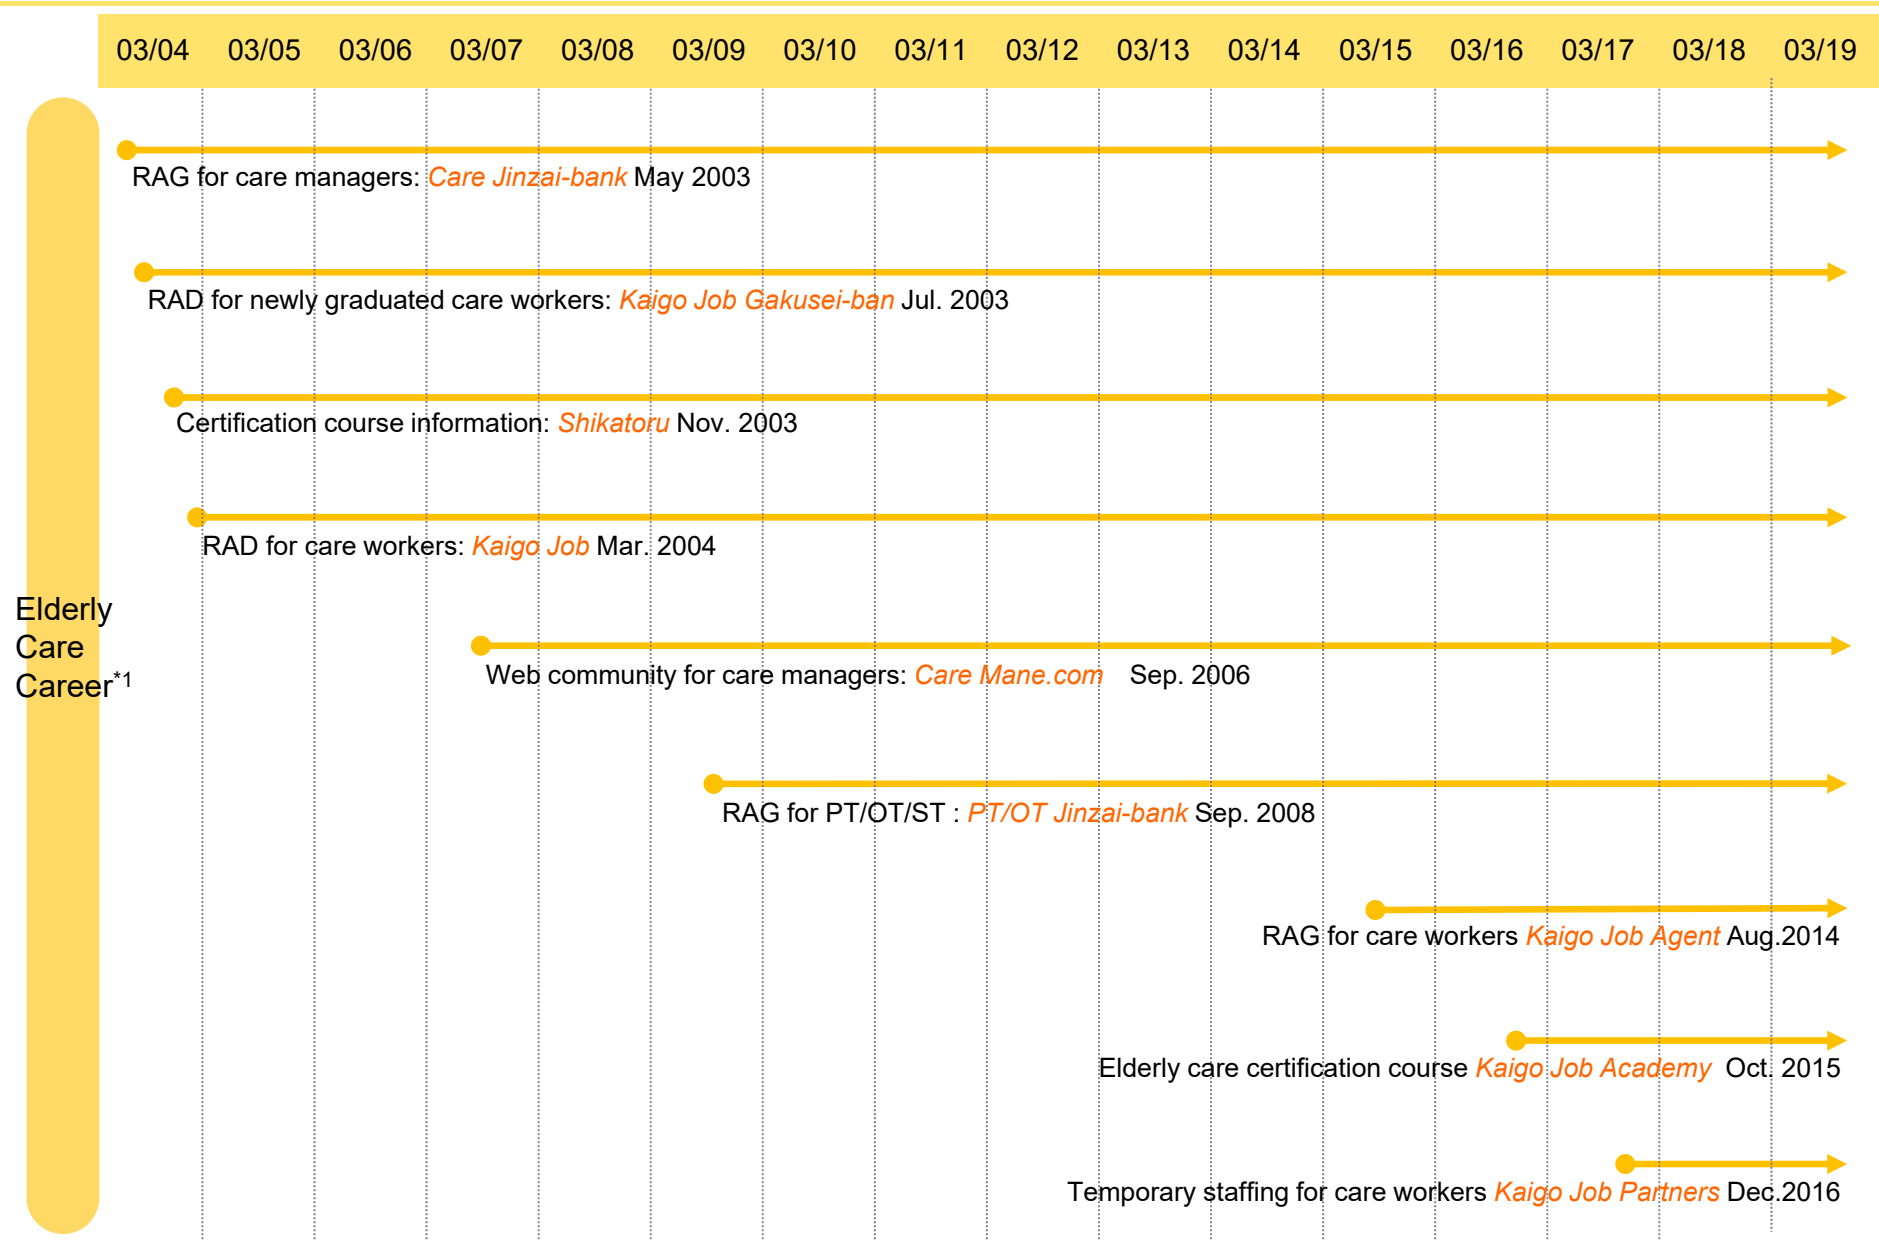 03/04 03/05 03/06 03/07 03/08 03/09 03/10 03/11 03/12 03/13 03/14 03/15 03/16 03/17 03/18 03/19
RAG for care managers: Care Jinzai-bank May 2003
RAD for newly graduated care workers: Kaigo Job Gakusei-ban Jul. 2003
Certification course information: Shikatoru Nov. 2003
RAD for care workers: Kaigo Job Mar. 2004
Elderly
Care
Career*1
Web community for care managers: Care Mane.com Sep. 2006
RAG for PT/OT/ST : PT/OT Jinzai-bank Sep. 2008
RAG for care workers Kaigo Job Agent Aug.2014
Elderly care certification course Kaigo Job Academy Oct. 2015
Temporary staffing for care workers Kaigo Job Partners Dec.2016